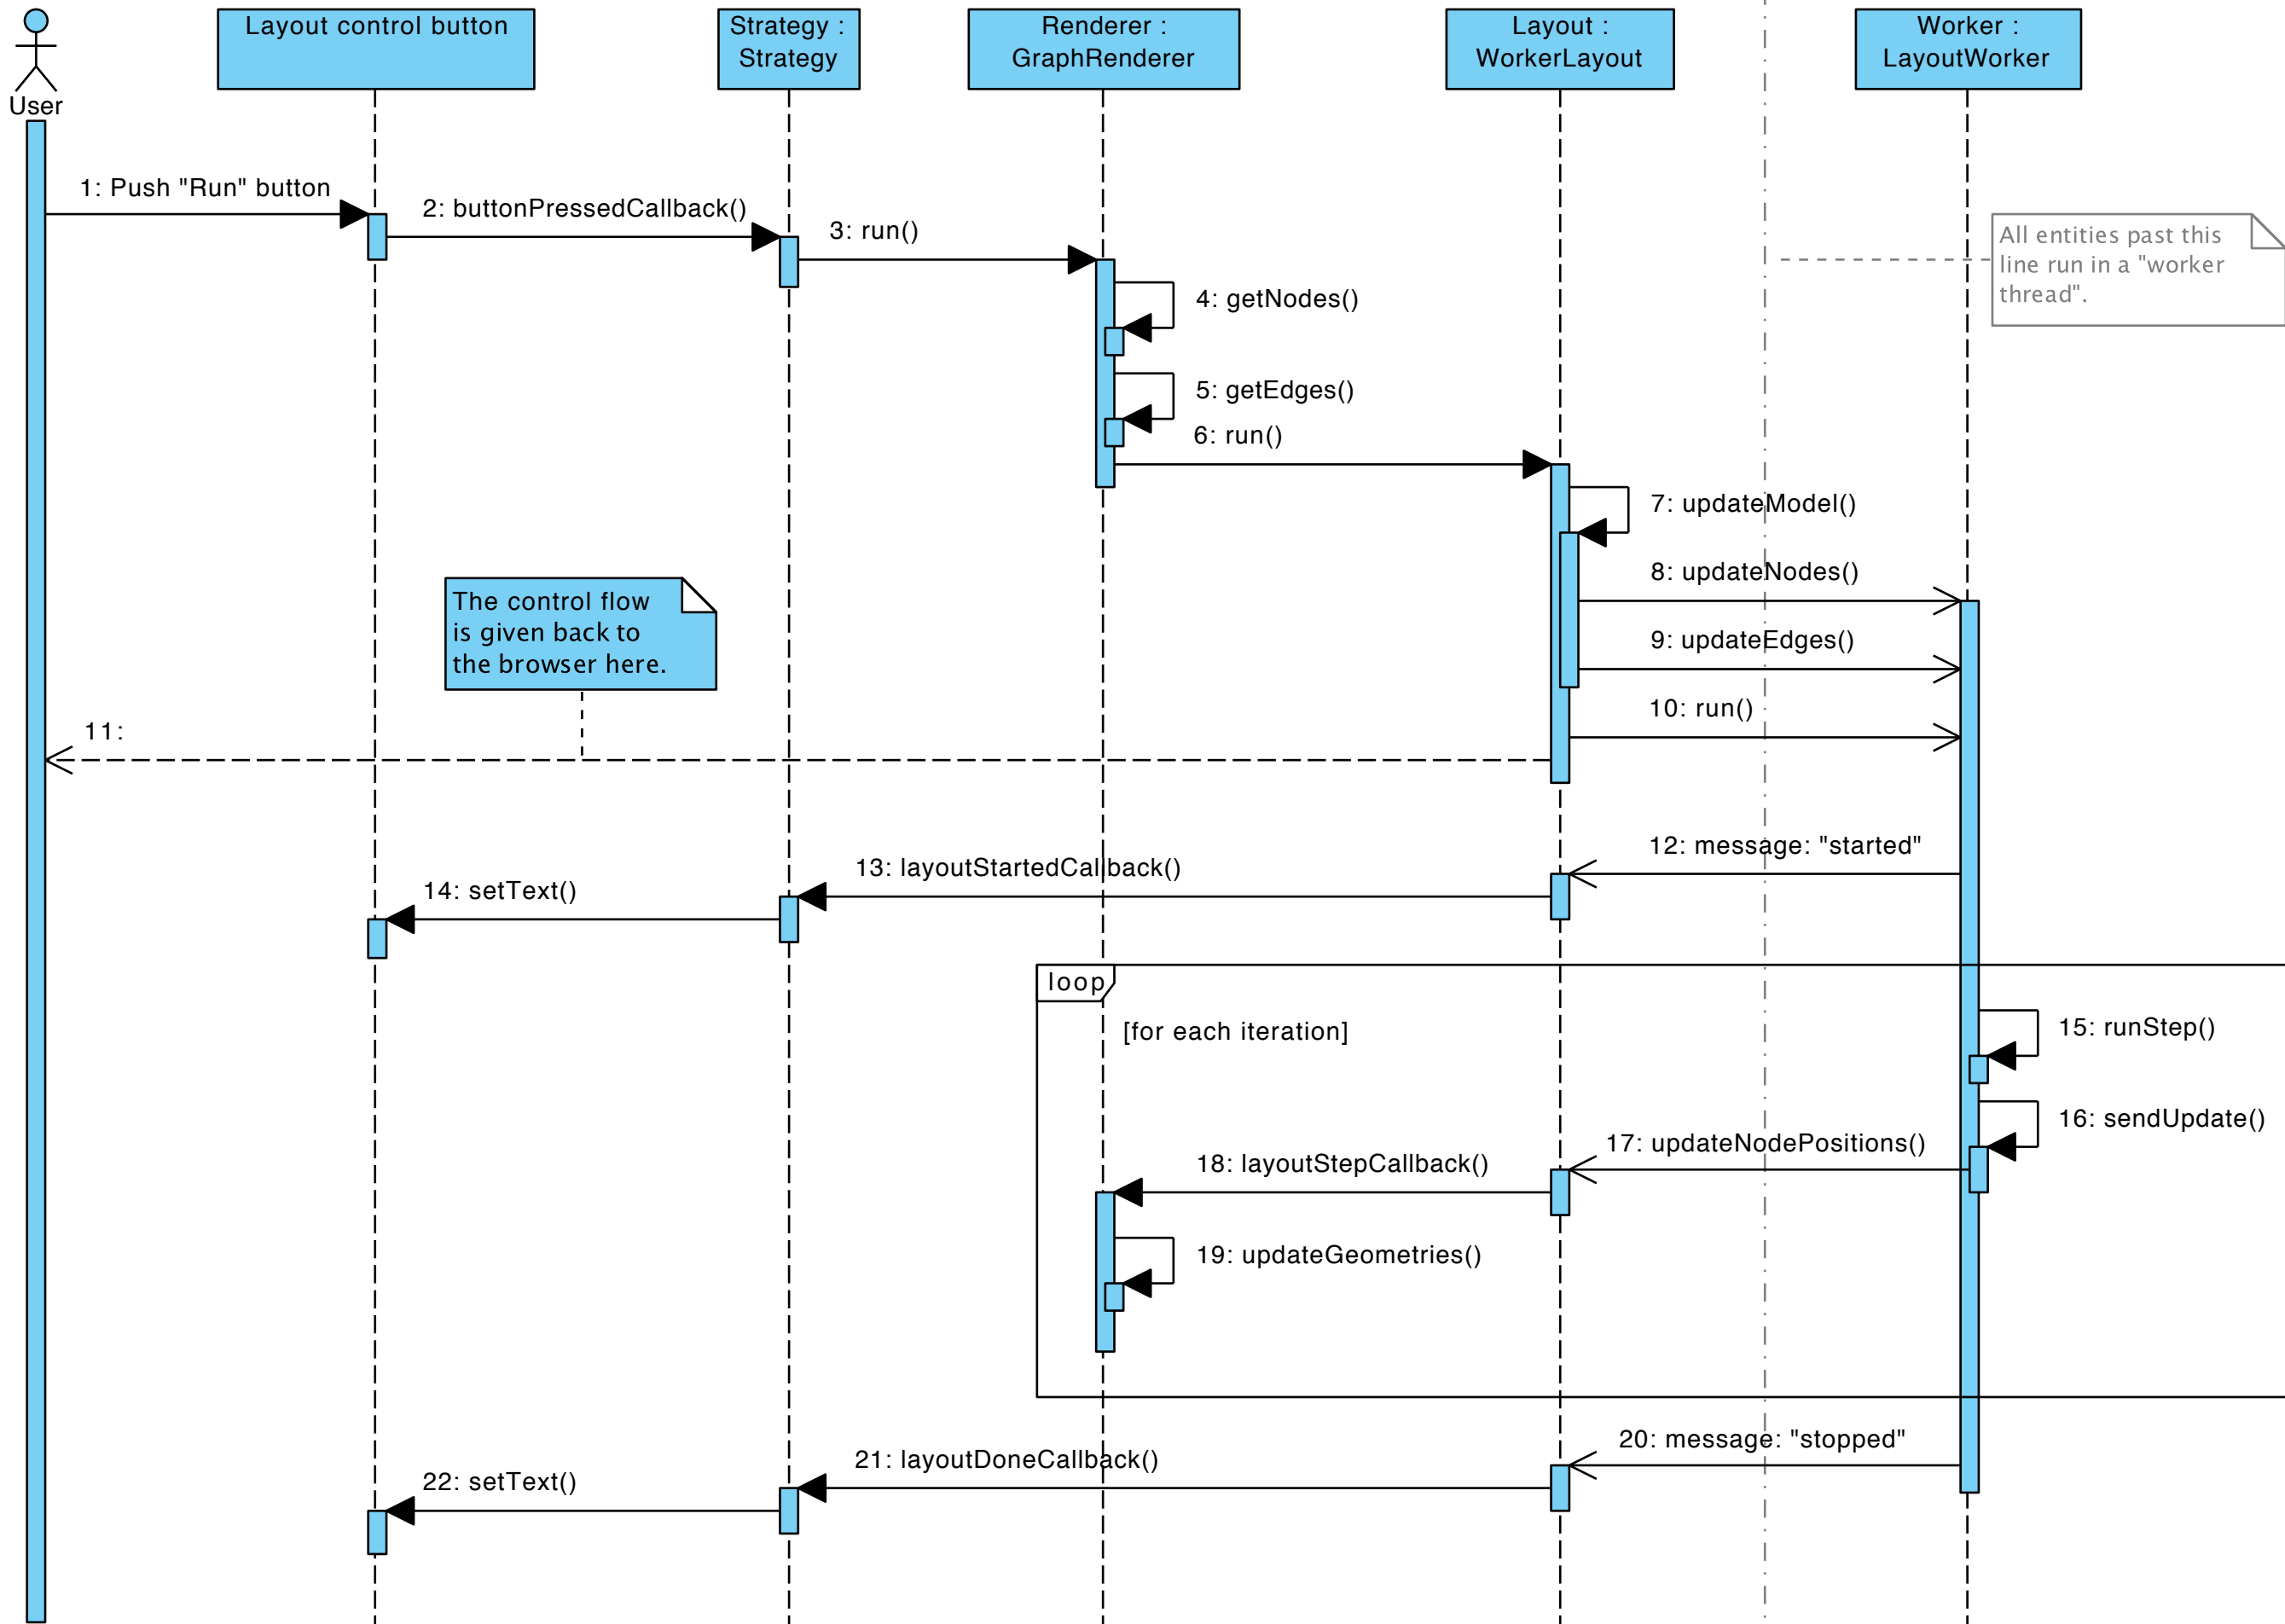 User
Layout control button
Strategy :
Strategy
Renderer :
GraphRenderer
Layout :
WorkerLayout
Worker :
LayoutWorker
1: Push "Run" button
2: buttonPressedCallback()
3: run()
All entities past this
line run in a "worker
thread".
4: getNodes()
5: getEdges()
6: run()
7: updateModel()
8: updateNodes()
The control flow
is given back to
the browser here.
9: updateEdges()
10: run()
11:
12: message: "started"
13: layoutStartedCallback()
14: setText()
loop
[for each iteration]
15: runStep()
16: sendUpdate()
17: updateNodePositions()
18: layoutStepCallback()
19: updateGeometries()
20: message: "stopped"
21: layoutDoneCallback()
22: setText()